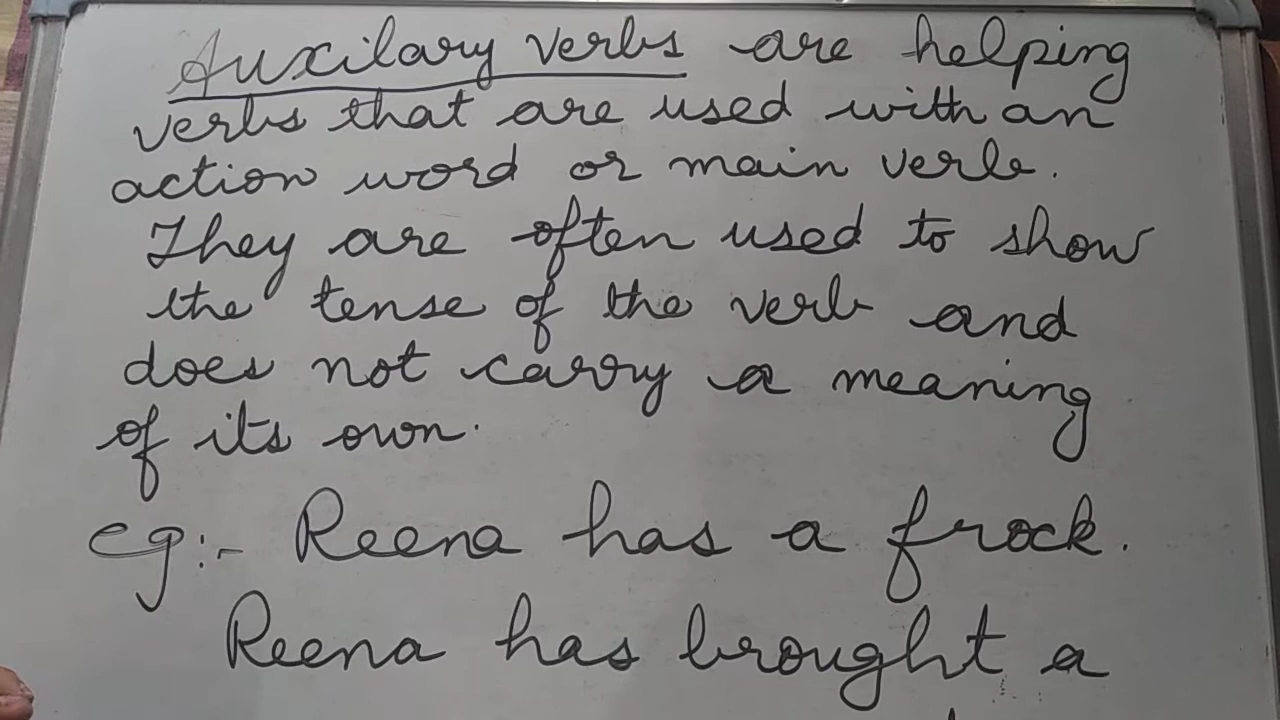 Auxilary verbs are helping
verbs that are used with an
action word or main verb.
They are often used to show
the tense of the verb and
does not carry a meaning
of its own.
eg:- Reena has a frock.
Reena has brought a